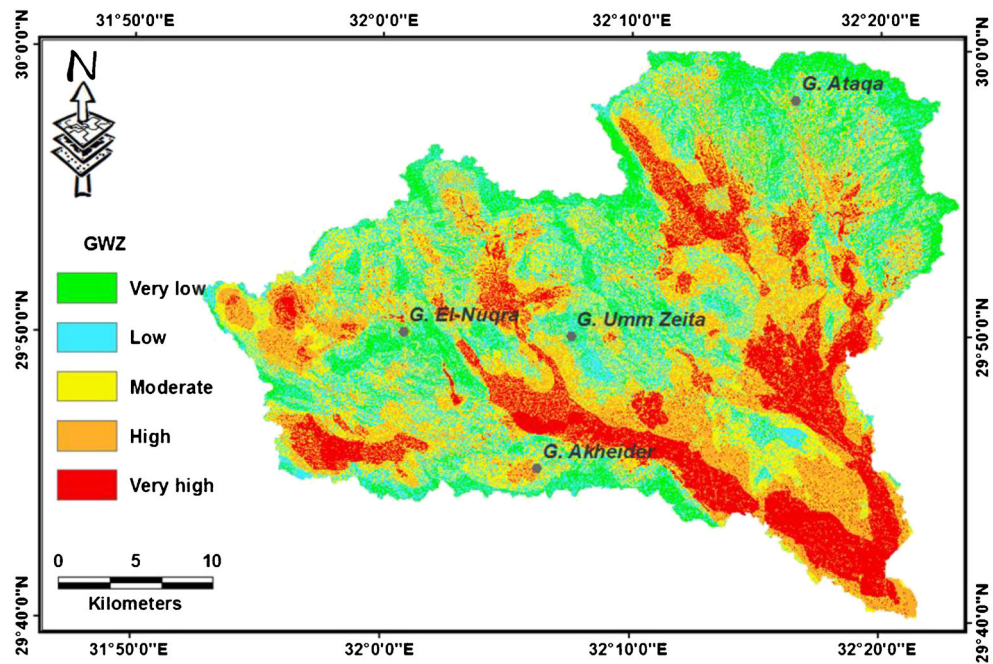 31°50'0"E 32°0'0"E 32°10'0"E 32°20'0"E
30°0'0"N 30°0'0"N
N
G. Ataqa
GWZ
Very low
Low
Moderate
High
Very high
G. El-Nuqra
G. Umm Zeita
29°50'0"N 29°50'0"N
G. Akheider
0 5 10
Kilometers
29°40'0"N 29°40'0"N
31°50'0"E 32°0'0"E 32°10'0"E 32°20'0"E